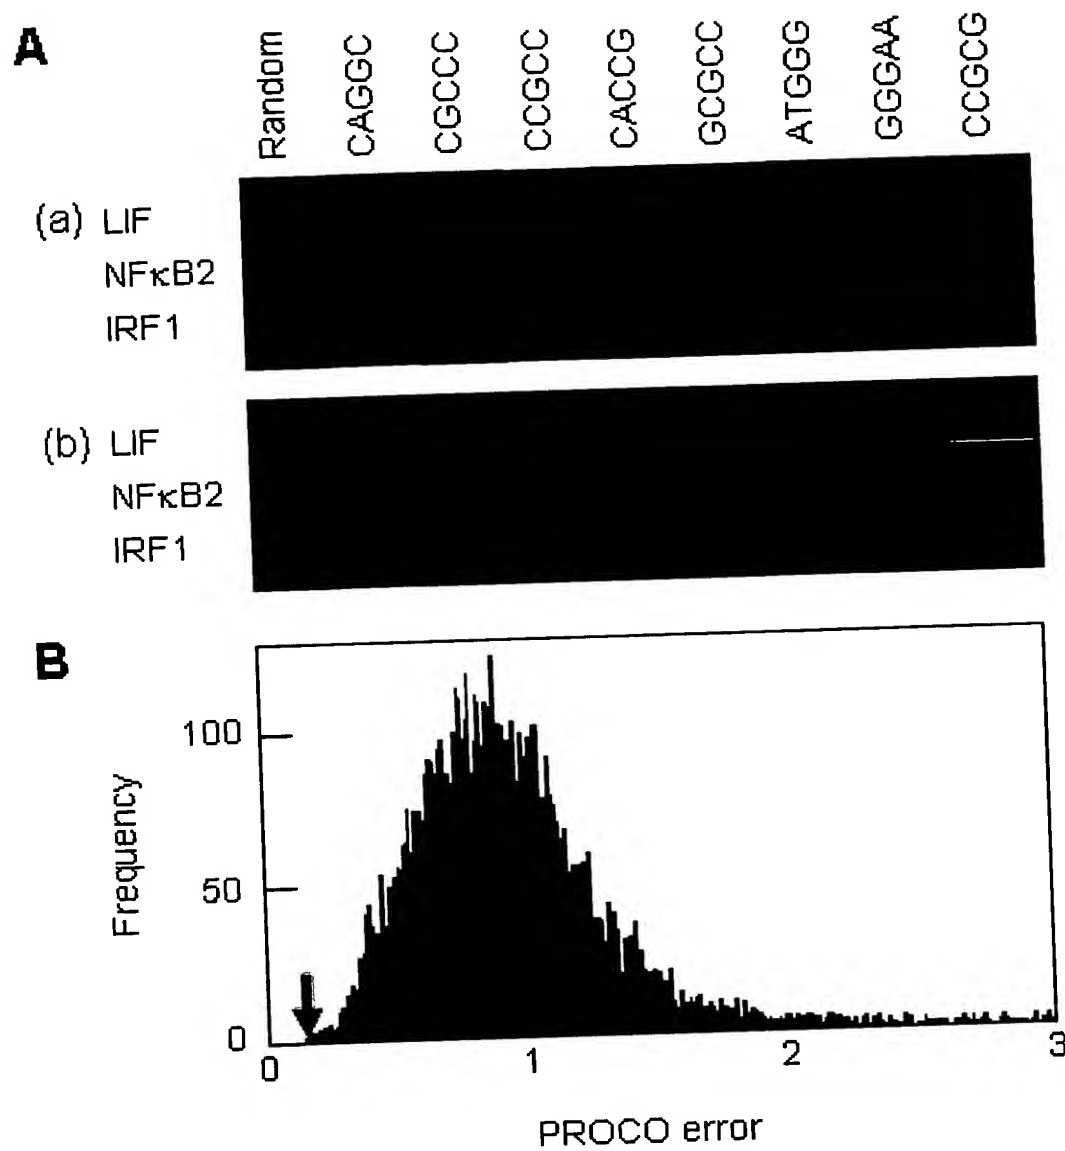 A
Random CAGGC CGCCC CCGCC CACCG GCGCC ATGGG GGGAA CCGCG
(a) LIF
NFκB2
IRF1
(b) LIF
NFκB2
IRF1
B
Frequency
100
50
0
0 1 2 3
PROCO error